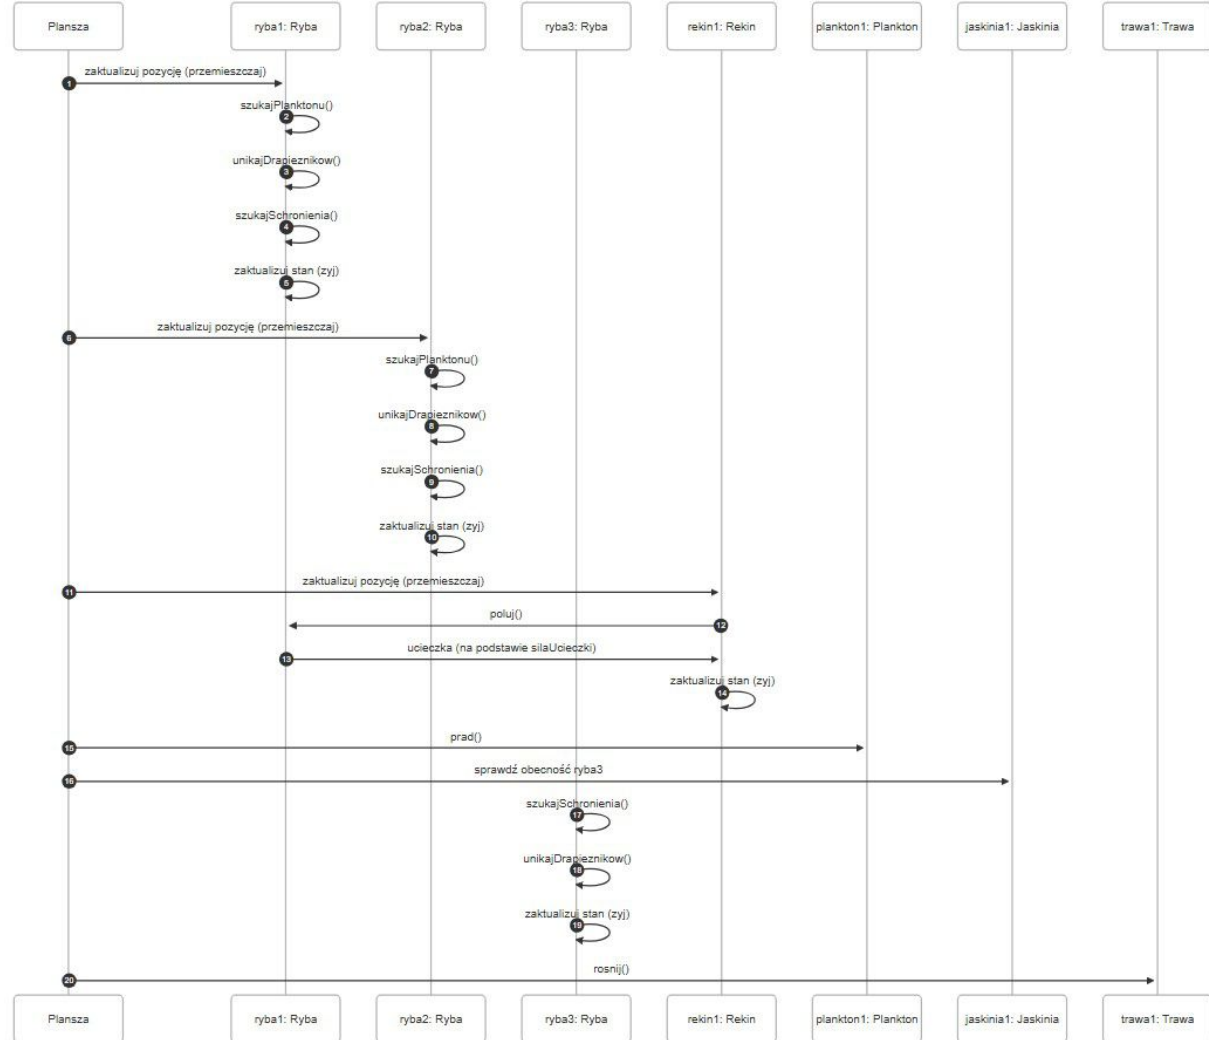 Plansza
ryba1: Ryba
ryba2: Ryba
ryba3: Ryba
rekin1: Rekin
plankton1: Plankton
jaskinia1: Jaskinia
trawa1: Trawa
zaktualizuj pozycję (przemieszczaj)
1
szukajPlanktonu()
2
unikajDrapieznikow()
3
szukajSchronienia()
4
zaktualizuj stan (zyj)
5
zaktualizuj pozycję (przemieszczaj)
6
szukajPlanktonu()
7
unikajDrapieznikow()
8
szukajSchronienia()
9
zaktualizuj stan (zyj)
10
zaktualizuj pozycję (przemieszczaj)
11
poluj()
12
ucieczka (na podstawie silaUcieczki)
13
zaktualizuj stan (zyj)
14
prad()
15
sprawdź obecność ryba3
16
szukajSchronienia()
17
unikajDrapieznikow()
18
zaktualizuj stan (zyj)
19
rosnij()
20
Plansza
ryba1: Ryba
ryba2: Ryba
ryba3: Ryba
rekin1: Rekin
plankton1: Plankton
jaskinia1: Jaskinia
trawa1: Trawa